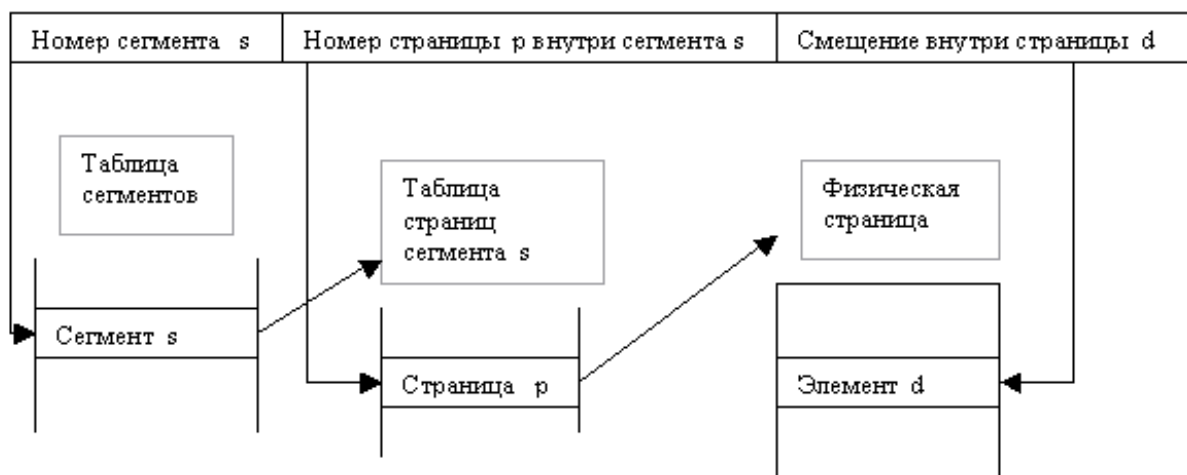 Номер сегмента s
Номер страницы p внутри сегмента s
Смещение внутри страницы d
Таблица
сегментов
Таблица
страниц
сегмента s
Физическая
страница
Сегмент s
Страница p
Элемент d